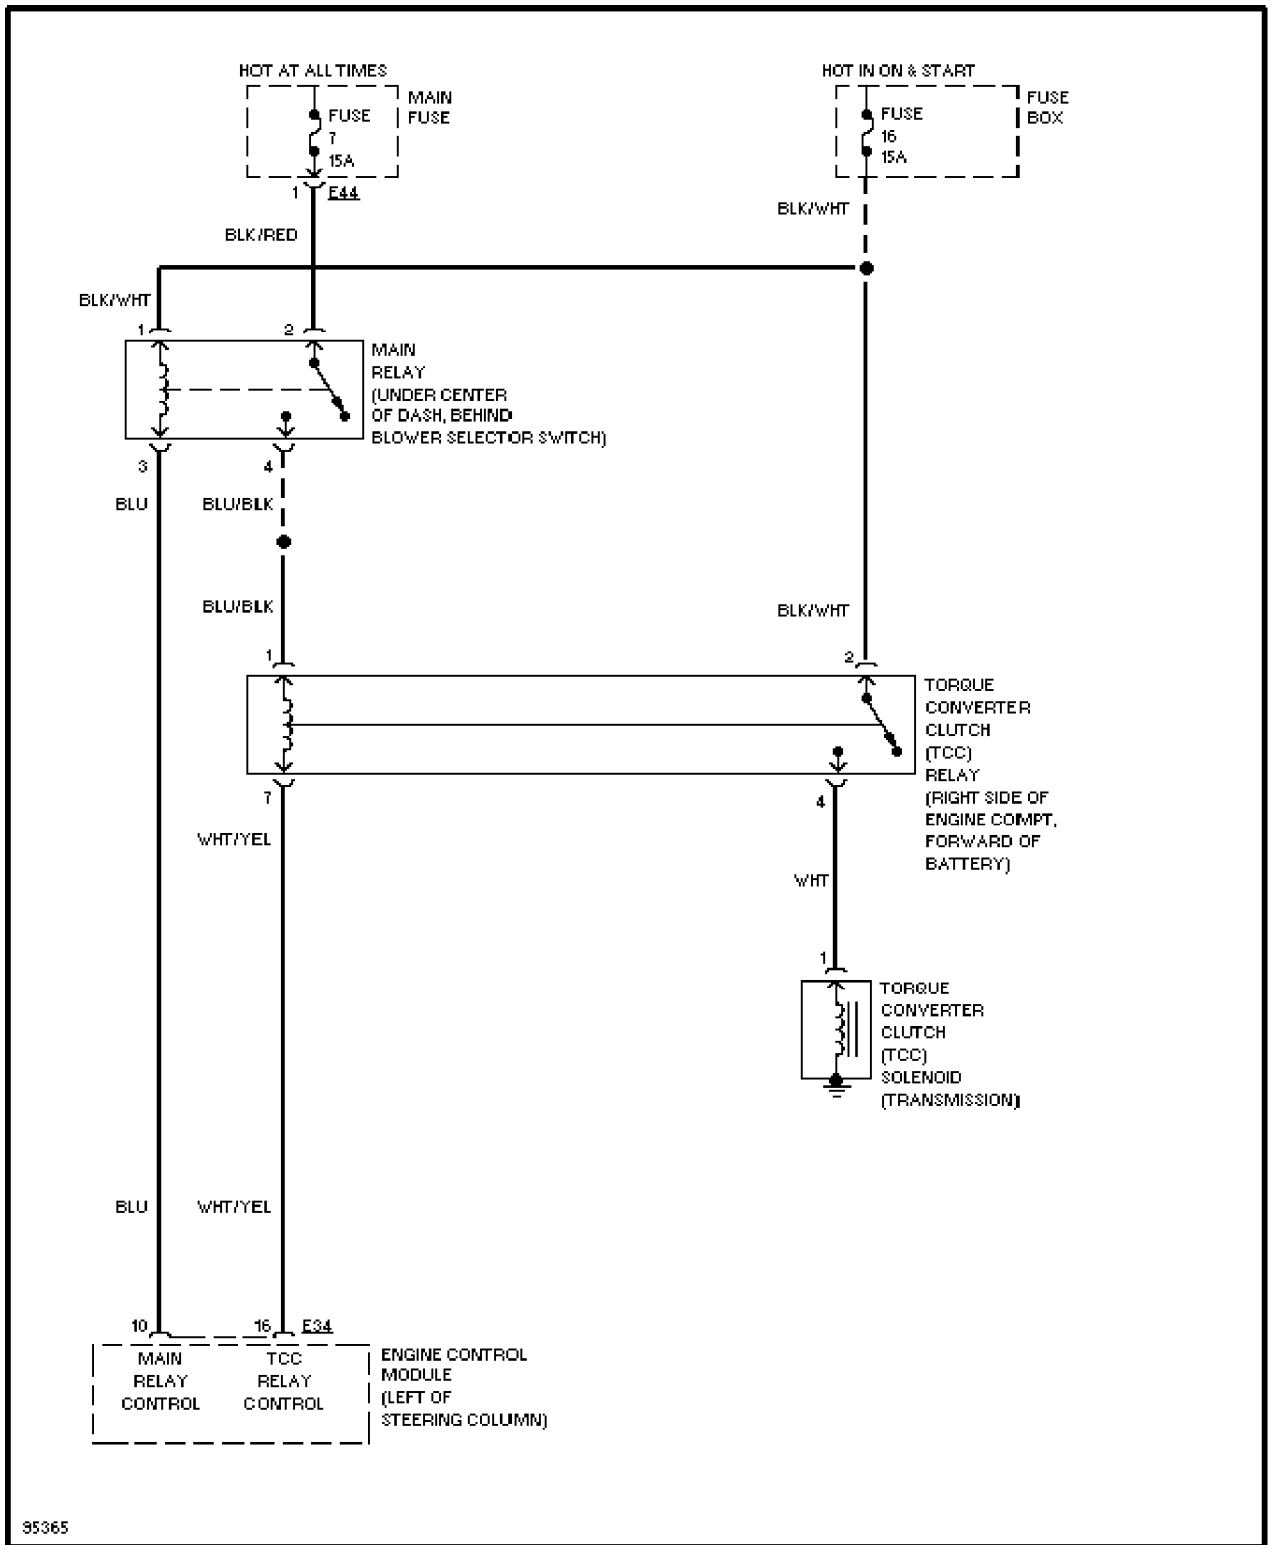 HOT AT ALL TIMES
MAIN
FUSE
FUSE
7
15A
1 E44
BLK/RED
HOT IN ON & START
FUSE
BOX
FUSE
16
15A
BLK/WHT
BLK/WHT
1
2
MAIN
RELAY
(UNDER CENTER
OF DASH, BEHIND
BLOWER SELECTOR SWITCH)
3
4
BLU
BLU/BLK
BLU/BLK
BLK/WHT
1
2
TORQUE
CONVERTER
CLUTCH
(TCC)
RELAY
(RIGHT SIDE OF
ENGINE COMPT,
FORWARD OF
BATTERY)
7
4
WHT/YEL
WHT
1
TORQUE
CONVERTER
CLUTCH
(TCC)
SOLENOID
(TRANSMISSION)
BLU
WHT/YEL
10
16
E34
MAIN
RELAY
CONTROL
TCC
RELAY
CONTROL
ENGINE CONTROL
MODULE
(LEFT OF
STEERING COLUMN)
95365